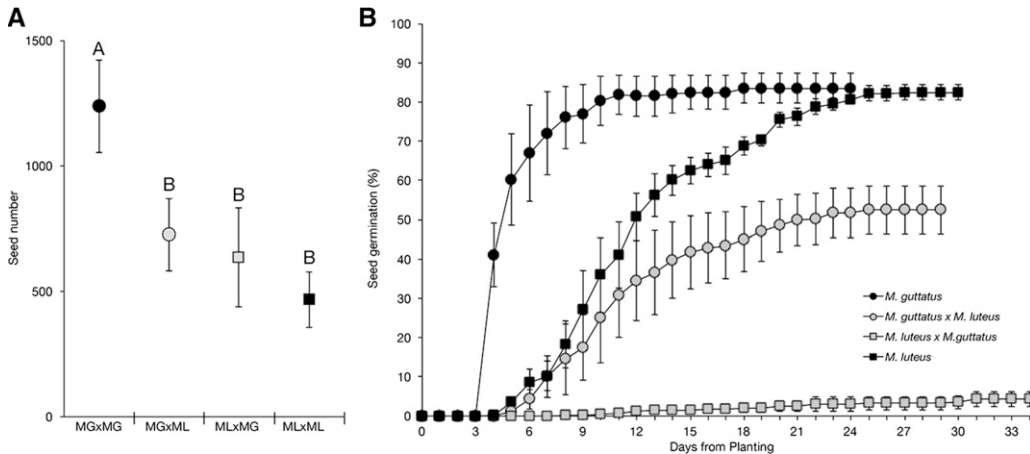 A
Seed number
1500
1000
500
0
A
B
B
B
MGxMG MGxML MLxMG MLxML
B
Seed germination (%)
100
90
80
70
60
50
40
30
20
10
0
M. guttatus
M. guttatus x M. luteus
M. luteus x M.guttatus
M. luteus
0 3 6 9 12 15 18 21 24 27 30 33
Days from Planting